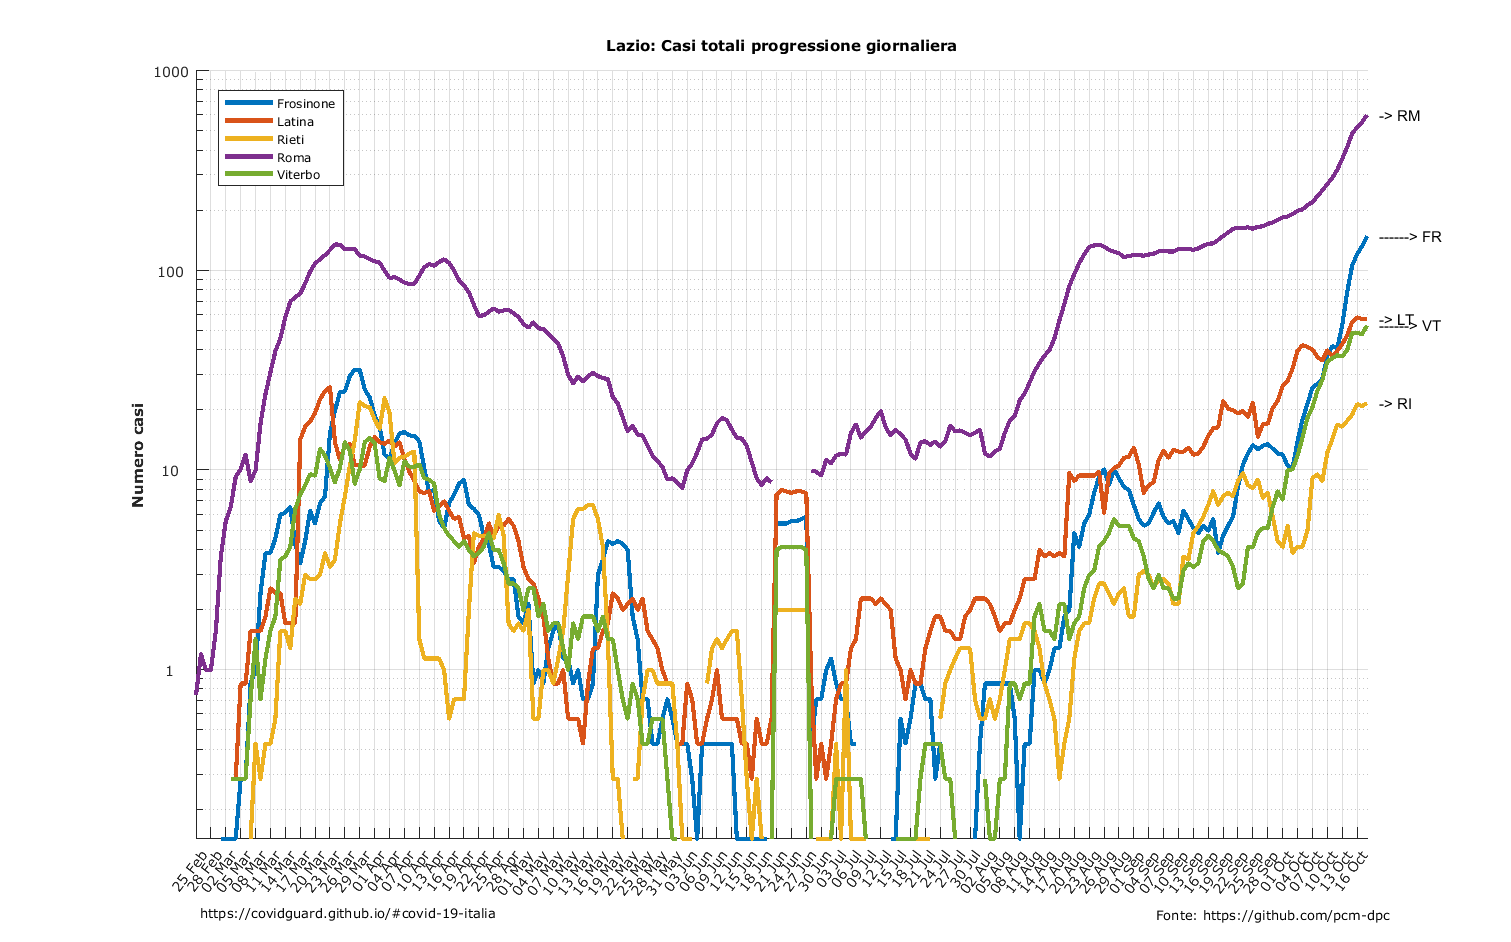 Lazio: Casi totali progressione giornaliera
1000
100
10
1
Numero casi
Frosinone
Latina
Rieti
Roma
Viterbo
-> RM
------> FR
-> LT
------> VT
-> RI
25 Feb
28 Feb
02 Mar
05 Mar
08 Mar
11 Mar
14 Mar
17 Mar
20 Mar
23 Mar
26 Mar
29 Mar
01 Apr
04 Apr
07 Apr
10 Apr
13 Apr
16 Apr
19 Apr
22 Apr
25 Apr
28 Apr
01 May
04 May
07 May
10 May
13 May
16 May
19 May
22 May
25 May
28 May
31 May
03 Jun
06 Jun
09 Jun
12 Jun
15 Jun
18 Jun
21 Jun
24 Jun
27 Jun
30 Jun
03 Jul
06 Jul
09 Jul
12 Jul
15 Jul
18 Jul
21 Jul
24 Jul
27 Jul
30 Jul
02 Aug
05 Aug
08 Aug
11 Aug
14 Aug
17 Aug
20 Aug
23 Aug
26 Aug
29 Aug
01 Sep
04 Sep
07 Sep
10 Sep
13 Sep
16 Sep
19 Sep
22 Sep
25 Sep
28 Sep
01 Oct
04 Oct
07 Oct
10 Oct
13 Oct
16 Oct
https://covidguard.github.io/#covid-19-italia
Fonte: https://github.com/pcm-dpc